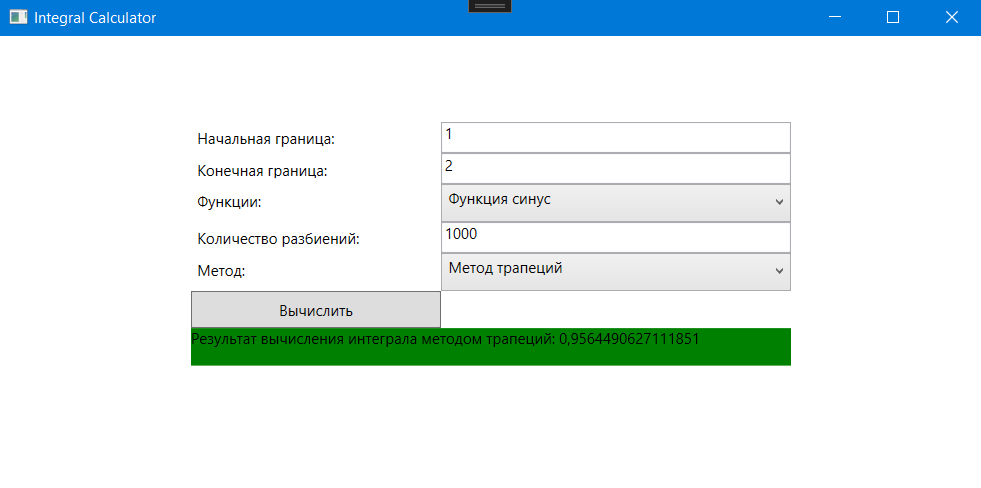 Integral Calculator
Начальная граница: 1
Конечная граница: 2
Функции: Функция синус
Количество разбиений: 1000
Метод: Метод трапеций
Вычислить
Результат вычисления интеграла методом трапеций: 0,9564490627111851